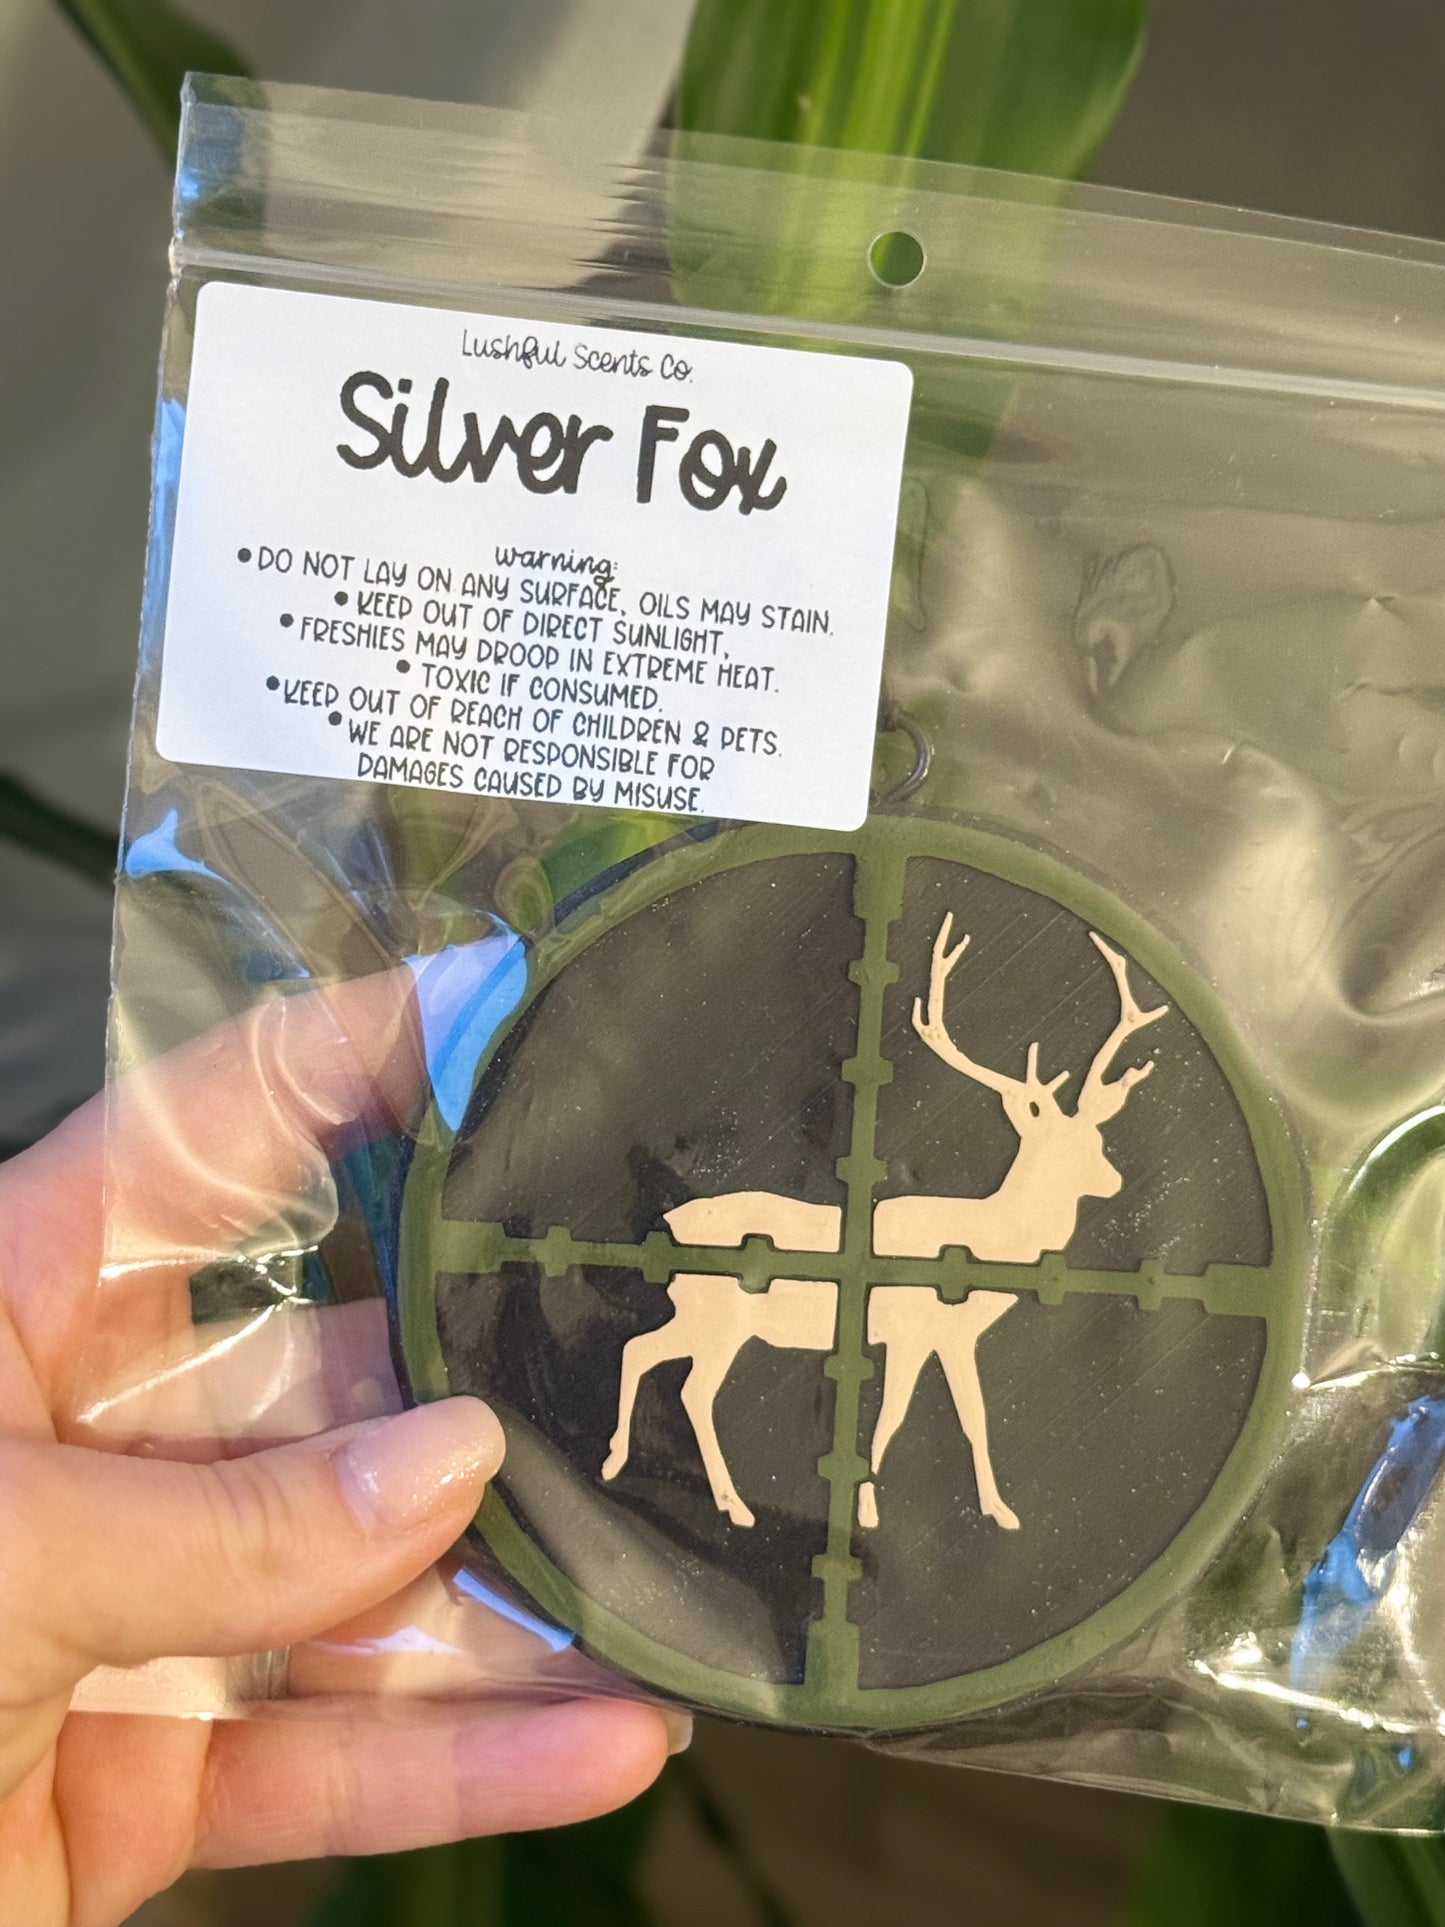 Lushful Scents Co.
Silver Fox
warning:
• DO NOT LAY ON ANY SURFACE, OILS MAY STAIN.
• KEEP OUT OF DIRECT SUNLIGHT,
• FRESHIES MAY DROOP IN EXTREME HEAT.
• TOXIC IF CONSUMED.
• KEEP OUT OF REACH OF CHILDREN & PETS.
• WE ARE NOT RESPONSIBLE FOR
DAMAGES CAUSED BY MISUSE.